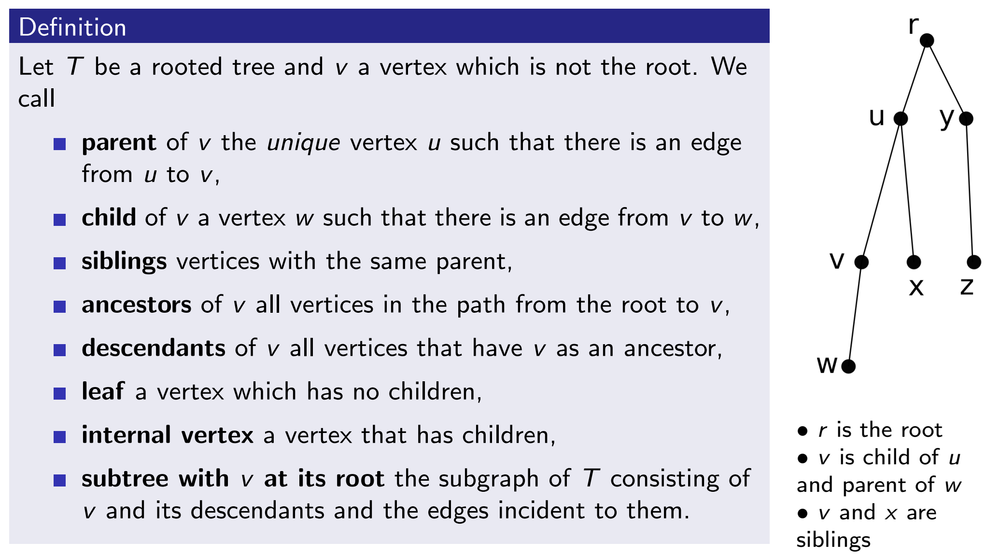 Definition
Let T be a rooted tree and v a vertex which is not the root. We
call
parent of v the unique vertex u such that there is an edge
from u to v,
child of v a vertex w such that there is an edge from v to w,
siblings vertices with the same parent,
ancestors of v all vertices in the path from the root to v,
descendants of v all vertices that have v as an ancestor,
leaf a vertex which has no children,
internal vertex a vertex that has children,
subtree with v at its root the subgraph of T consisting of
v and its descendants and the edges incident to them.
r
u y
v
x z
w
• r is the root
• v is child of u
and parent of w
• v and x are
siblings